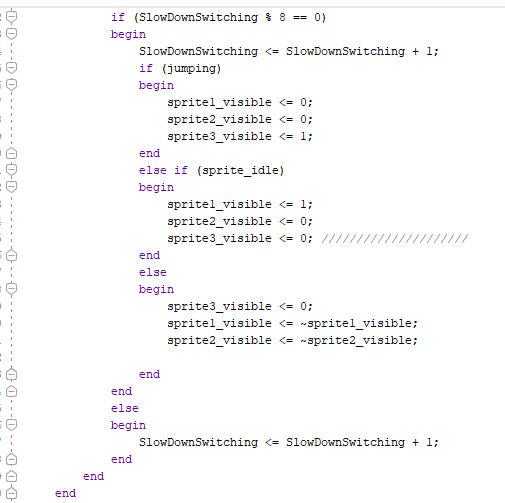 if (SlowDownSwitching % 8 == 0)
begin
SlowDownSwitching <= SlowDownSwitching + 1;
if (jumping)
begin
sprite1_visible <= 0;
sprite2_visible <= 0;
sprite3_visible <= 1;
end
else if (sprite_idle)
begin
sprite1_visible <= 1;
sprite2_visible <= 0;
sprite3_visible <= 0; /////////////////////
end
else
begin
sprite3_visible <= 0;
sprite1_visible <= ~sprite1_visible;
sprite2_visible <= ~sprite2_visible;
end
end
else
begin
SlowDownSwitching <= SlowDownSwitching + 1;
end
end
end